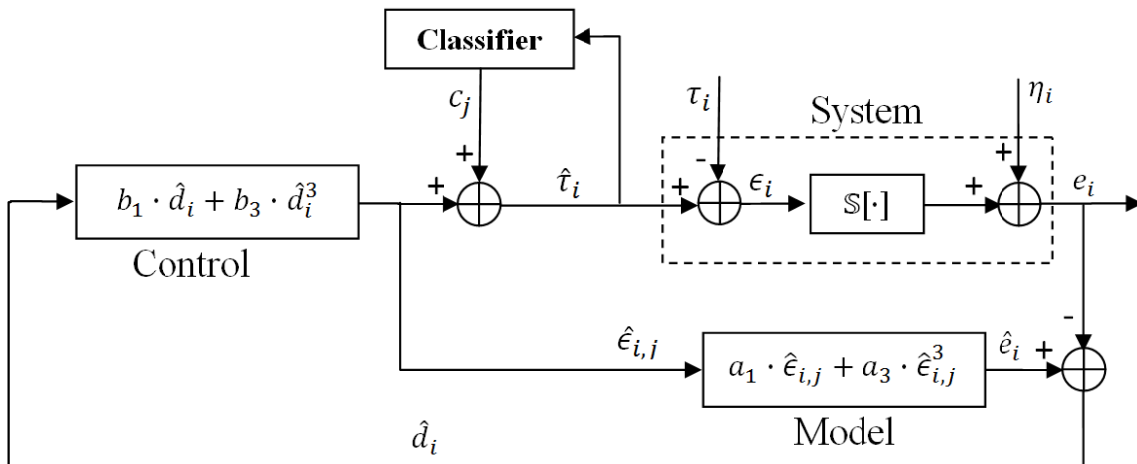 Classifier
c_j
τ_i
η_i
System
+
-
+
b_1 · d̂_i + b_3 · d̂_i^3
+
τ̂_i
+
ϵ_i
𝕊[·]
+
e_i
Control
-
ϵ̂_{i,j}
a_1 · ϵ̂_{i,j} + a_3 · ϵ̂_{i,j}^3
ê_i
+
d̂_i
Model